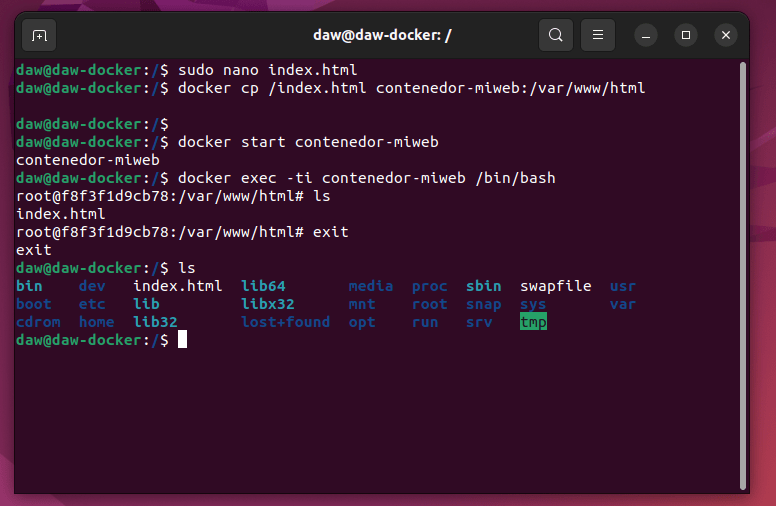 daw@daw-docker: /
daw@daw-docker:/$ sudo nano index.html
daw@daw-docker:/$ docker cp /index.html contenedor-miweb:/var/www/html
daw@daw-docker:/$
daw@daw-docker:/$ docker start contenedor-miweb
contenedor-miweb
daw@daw-docker:/$ docker exec -ti contenedor-miweb /bin/bash
root@f8f3f1d9cb78:/var/www/html# ls
index.html
root@f8f3f1d9cb78:/var/www/html# exit
exit
daw@daw-docker:/$ ls
bin dev index.html lib64 media proc sbin swapfile usr
boot etc lib libx32 mnt root snap sys var
cdrom home lib32 lost+found opt run srv tmp
daw@daw-docker:/$